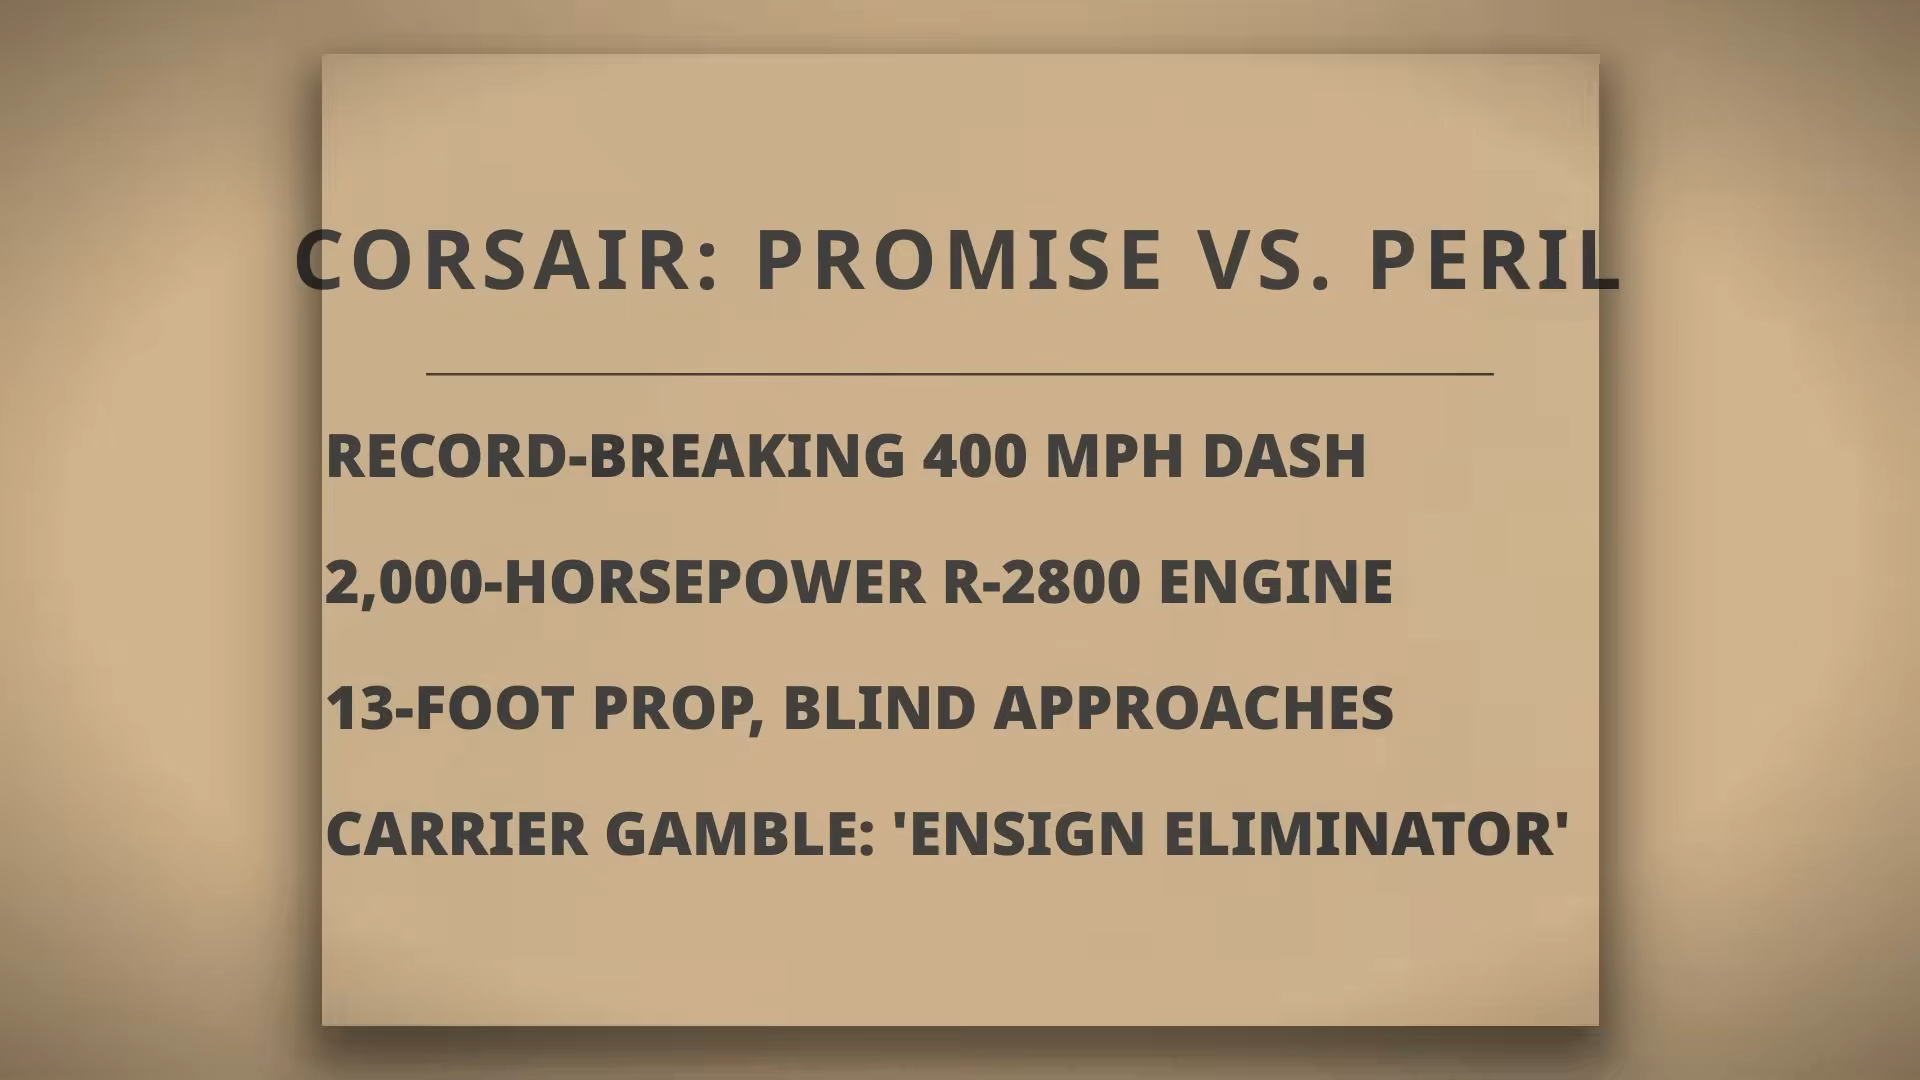 CORSAIR: PROMISE VS. PERIL
RECORD-BREAKING 400 MPH DASH
2,000-HORSEPOWER R-2800 ENGINE
13-FOOT PROP, BLIND APPROACHES
CARRIER GAMBLE: 'ENSIGN ELIMINATOR'